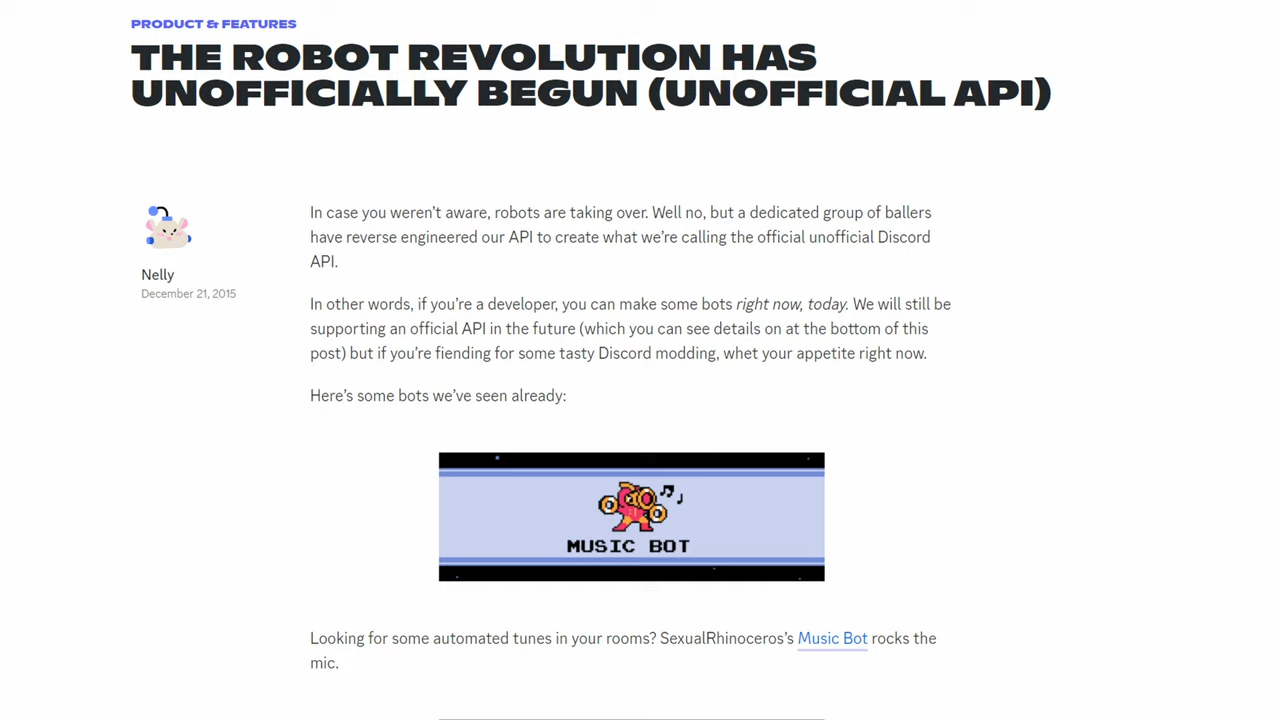 PRODUCT & FEATURES
THE ROBOT REVOLUTION HAS
UNOFFICIALLY BEGUN (UNOFFICIAL API)
Nelly
December 21, 2015
In case you weren’t aware, robots are taking over. Well no, but a dedicated group of ballers
have reverse engineered our API to create what we’re calling the official unofficial Discord
API.
In other words, if you’re a developer, you can make some bots right now, today. We will still be
supporting an official API in the future (which you can see details on at the bottom of this
post) but if you’re fiending for some tasty Discord modding, whet your appetite right now.
Here’s some bots we’ve seen already:
MUSIC BOT
Looking for some automated tunes in your rooms? SexualRhinoceros’s Music Bot rocks the
mic.